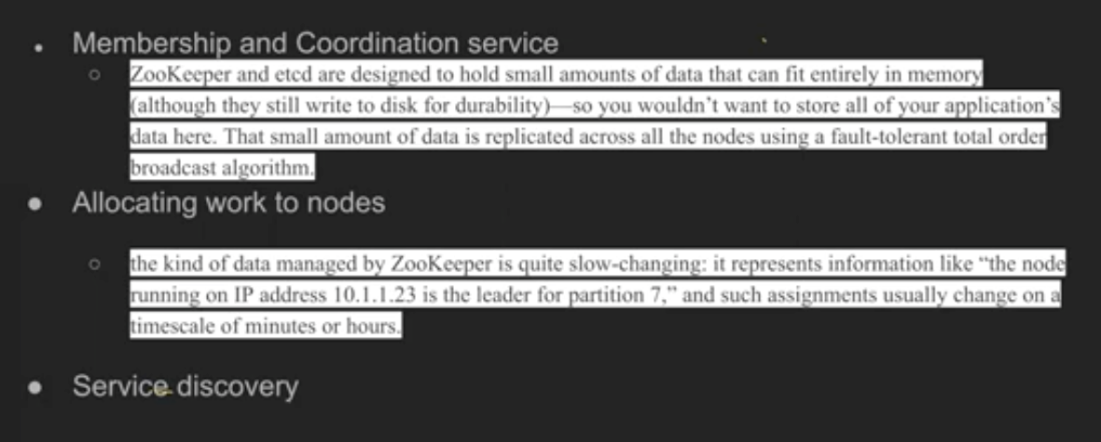 Membership and Coordination service
ZooKeeper and etcd are designed to hold small amounts of data that can fit entirely in memory
(although they still write to disk for durability)—so you wouldn’t want to store all of your application’s
data here. That small amount of data is replicated across all the nodes using a fault-tolerant total order
broadcast algorithm.
Allocating work to nodes
the kind of data managed by ZooKeeper is quite slow-changing: it represents information like “the node
running on IP address 10.1.1.23 is the leader for partition 7,” and such assignments usually change on a
timescale of minutes or hours.
Service discovery